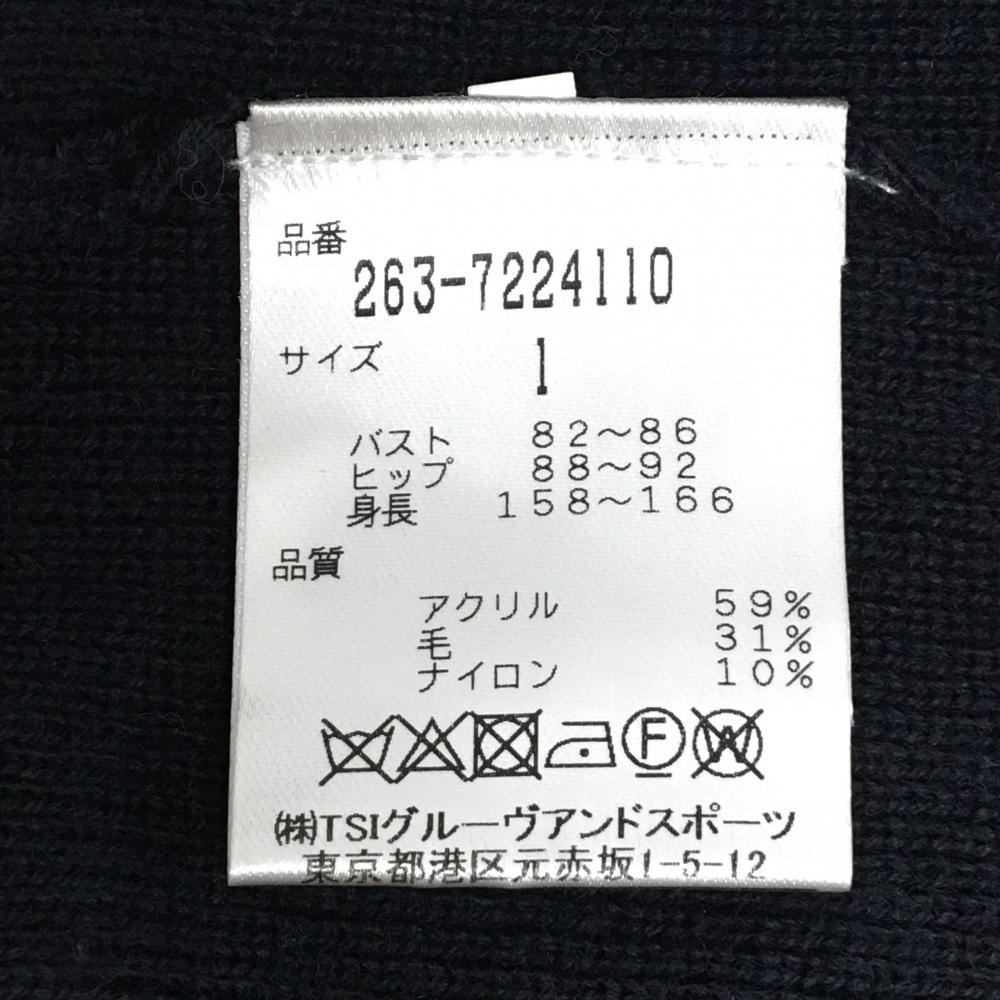 品番
263-7224110
サイズ 1
バスト 82～86
ヒップ 88～92
身長 158～166
品質
アクリル 59%
毛 31%
ナイロン 10%
F W
㈱TSIグルーヴアンドスポーツ
東京都港区元赤坂1-5-12